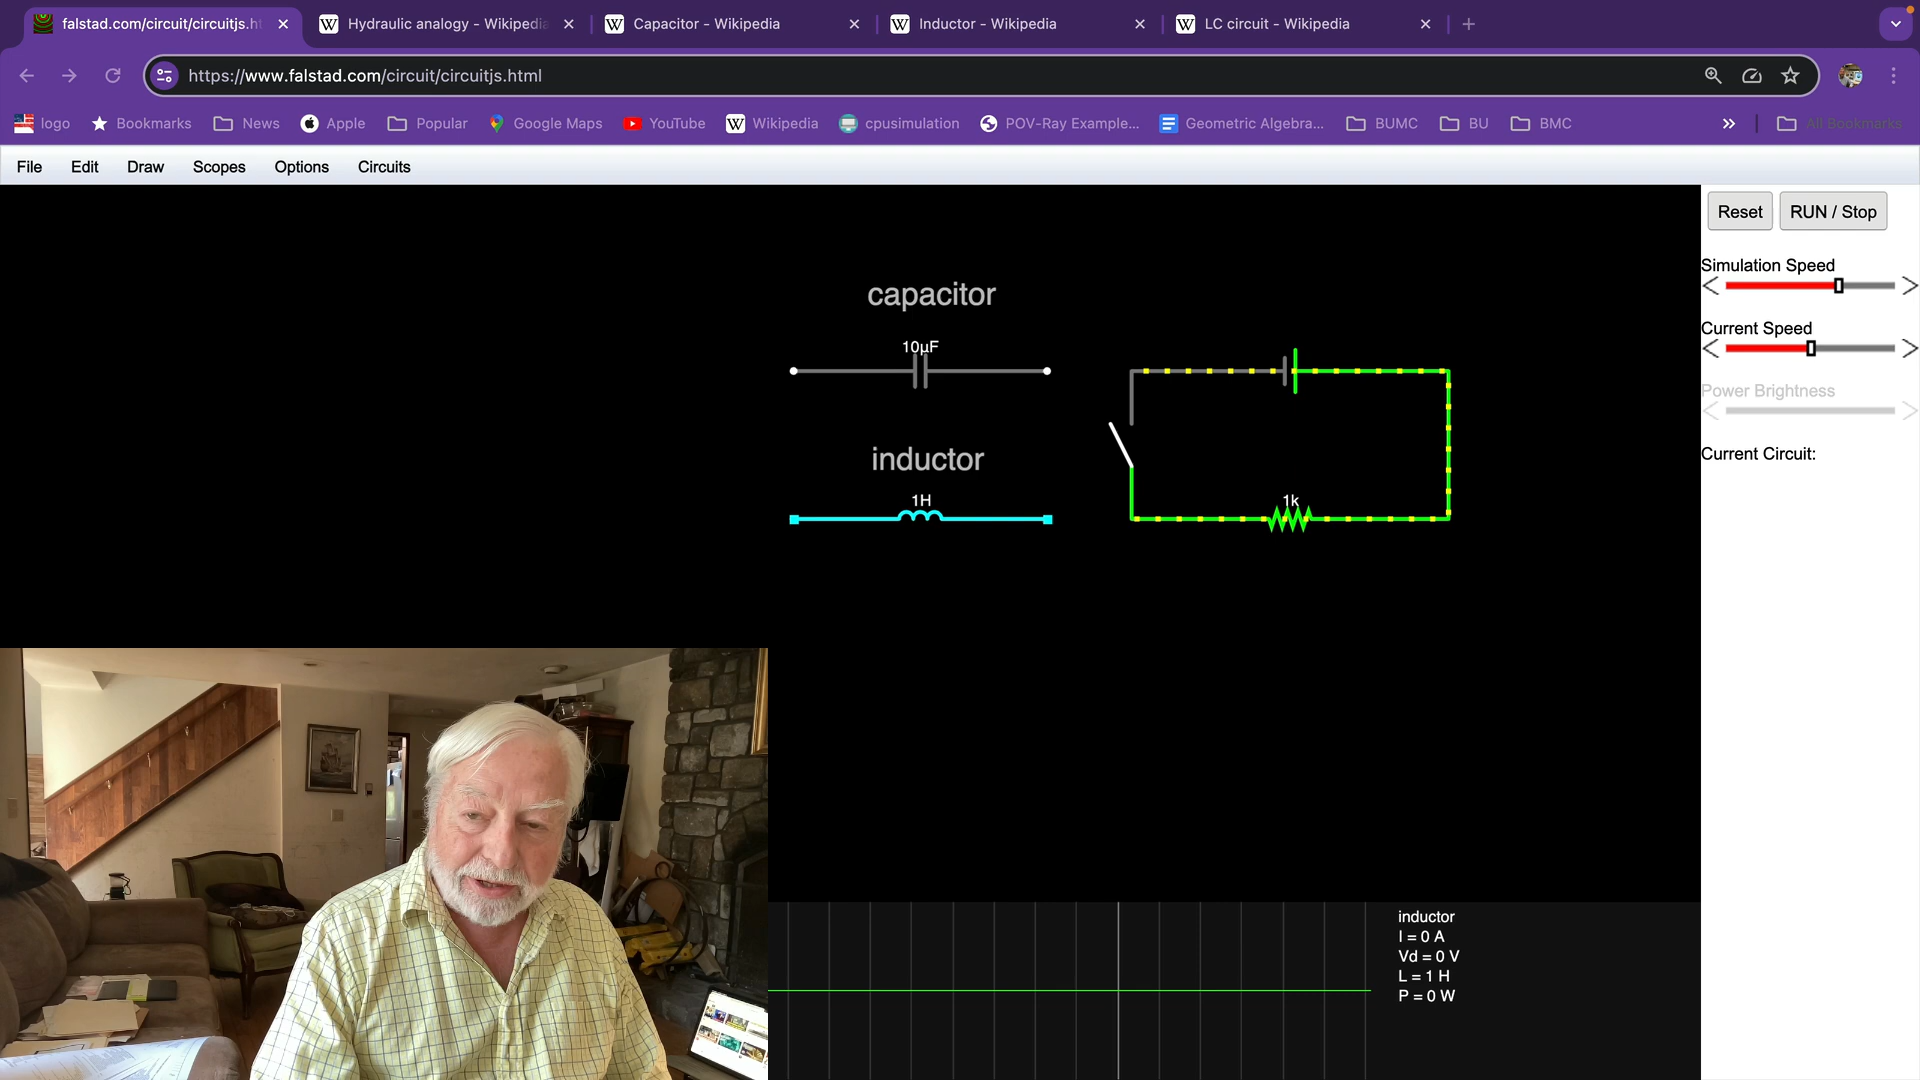 falstad.com/circuit/circuitjs.ht
Hydraulic analogy - Wikipedia
Capacitor - Wikipedia
Inductor - Wikipedia
LC circuit - Wikipedia
https://www.falstad.com/circuit/circuitjs.html
logo
Bookmarks
News
Apple
Popular
Google Maps
YouTube
Wikipedia
cpusimulation
POV-Ray Example...
Geometric Algebra...
BUMC
BU
BMC
All Bookmarks
File
Edit
Draw
Scopes
Options
Circuits
Reset
RUN / Stop
Simulation Speed
Current Speed
Power Brightness
Current Circuit:
capacitor
10μF
inductor
1H
1k
inductor
I = 0 A
Vd = 0 V
L = 1 H
P = 0 W